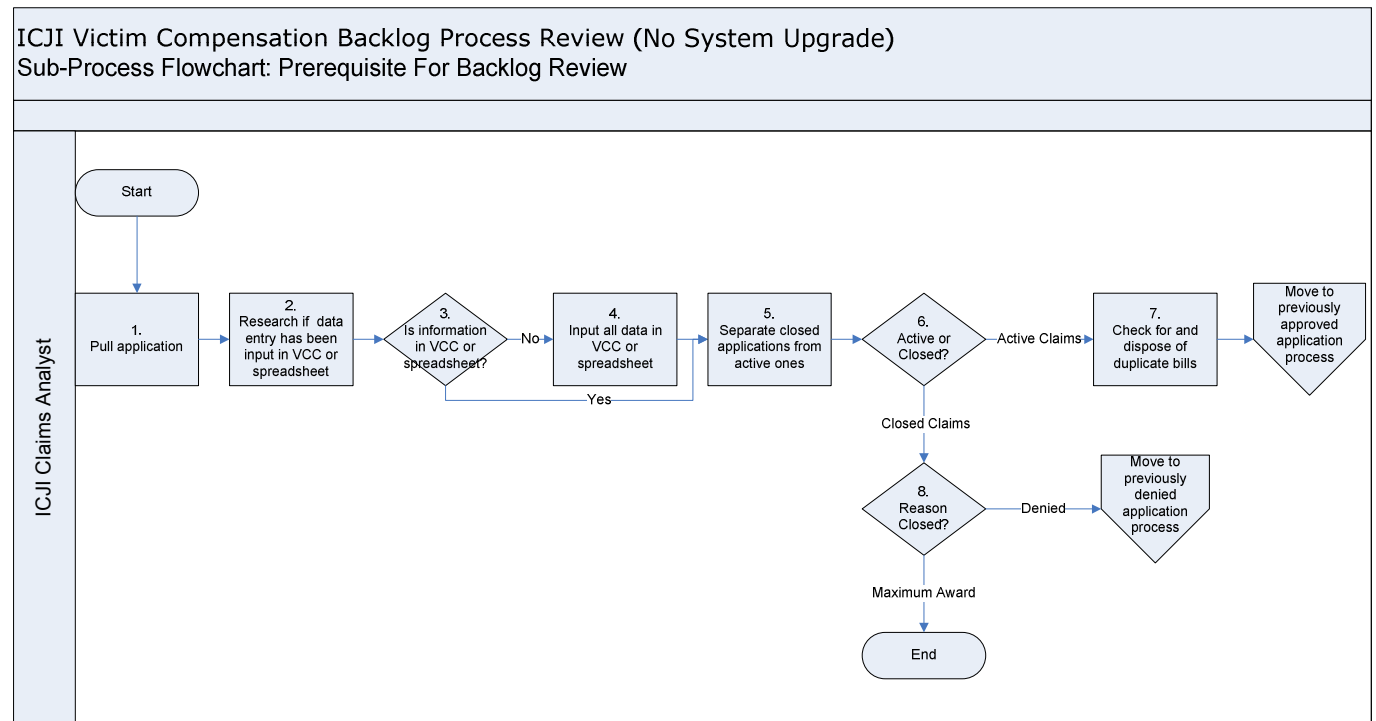 ICJI Victim Compensation Backlog Process Review (No System Upgrade)
Sub-Process Flowchart: Prerequisite For Backlog Review
ICJI Claims Analyst
Start
1.
Pull application
2.
Research if data
entry has been
input in VCC or
spreadsheet
3.
Is information
in VCC or
spreadsheet?
No
Yes
4.
Input all data in
VCC or
spreadsheet
5.
Separate closed
applications from
active ones
6.
Active or
Closed?
Active Claims
7.
Check for and
dispose of
duplicate bills
Move to
previously
approved
application
process
Closed Claims
8.
Reason
Closed?
Denied
Move to
previously
denied
application
process
Maximum Award
End